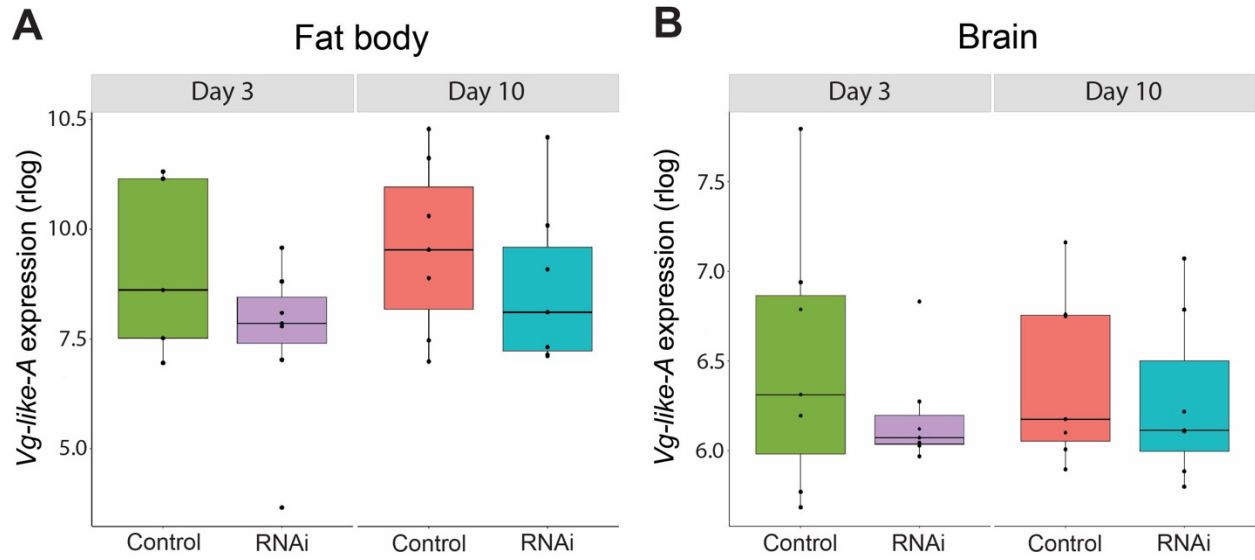 A
Fat body
Day 3
Day 10
Vg-like-A expression (rlog)
10.5
10.0
7.5
5.0
Control
RNAi
Control
RNAi
B
Brain
Day 3
Day 10
Vg-like-A expression (rlog)
7.5
7.0
6.5
6.0
Control
RNAi
Control
RNAi